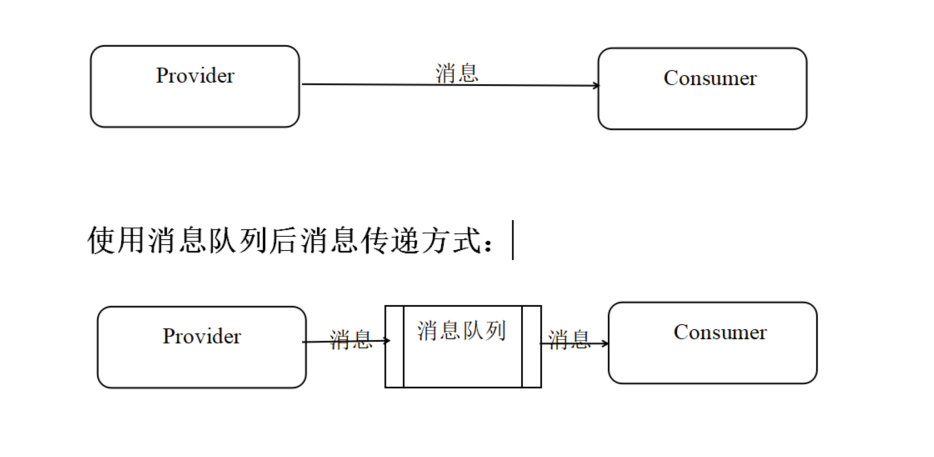 Provider
消息
Consumer
使用消息队列后消息传递方式：
Provider
消息
消息队列
消息
Consumer